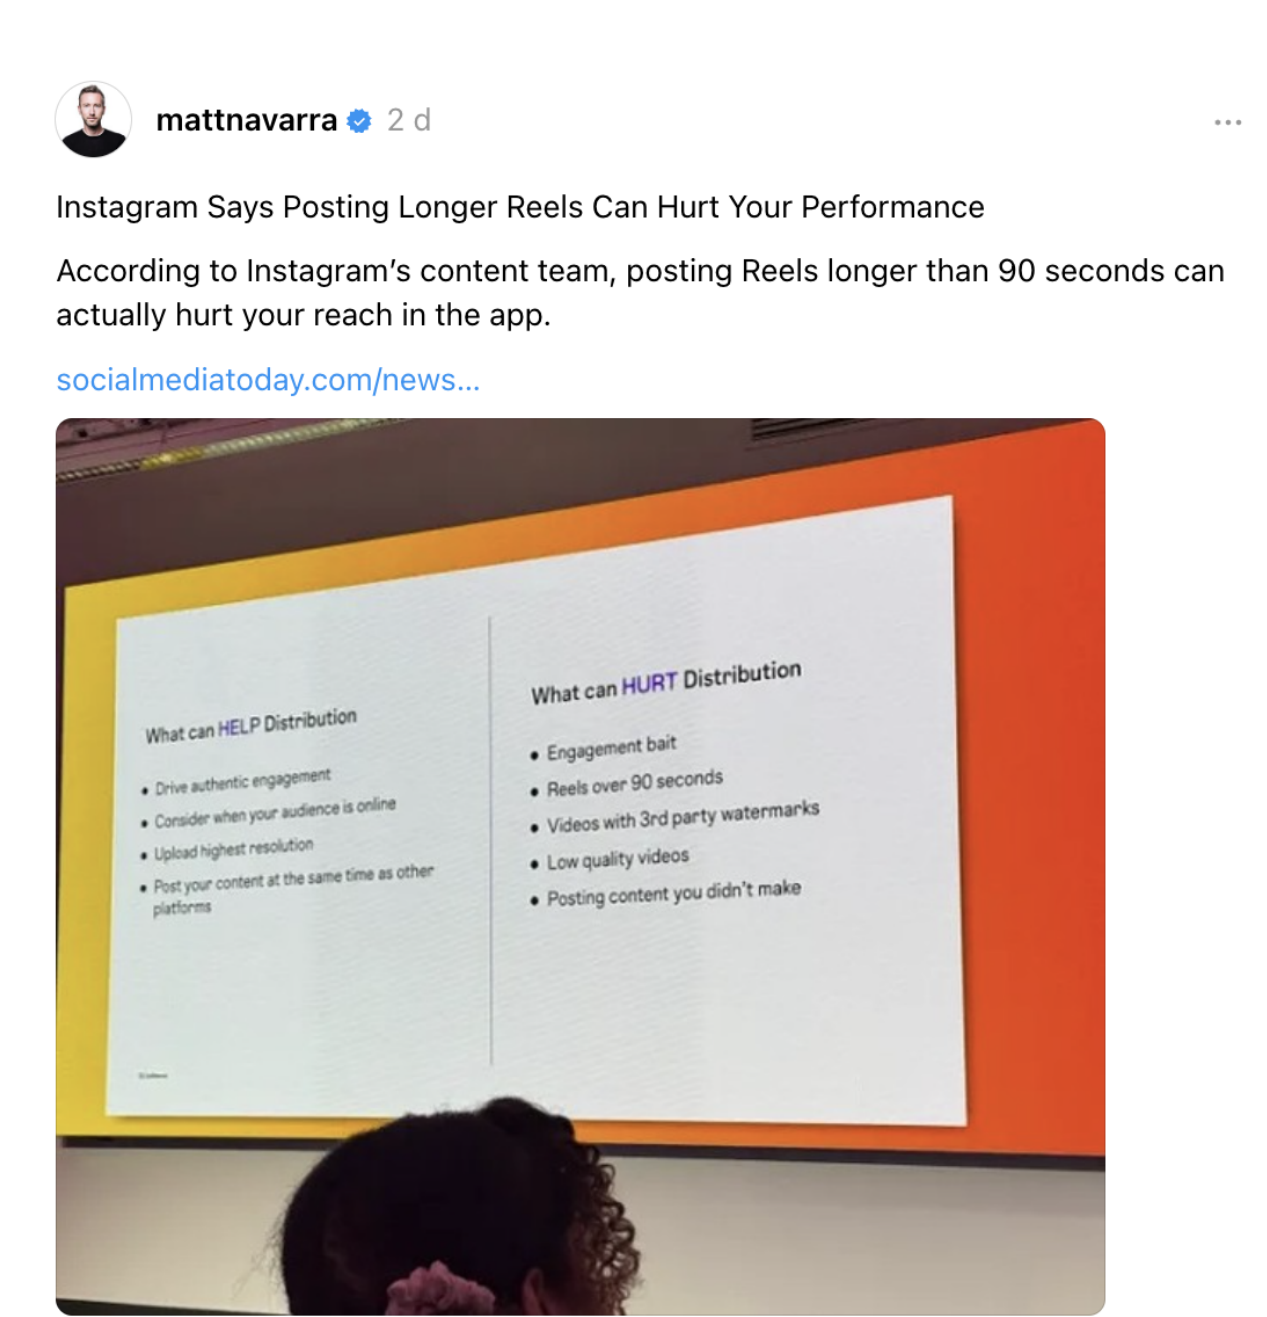 mattnavarra 2 d
Instagram Says Posting Longer Reels Can Hurt Your Performance
According to Instagram’s content team, posting Reels longer than 90 seconds can
actually hurt your reach in the app.
socialmediatoday.com/news...
What can HELP Distribution
• Drive authentic engagement
• Consider when your audience is online
• Upload highest resolution
• Post your content at the same time as other
platforms
What can HURT Distribution
• Engagement bait
• Reels over 90 seconds
• Videos with 3rd party watermarks
• Low quality videos
• Posting content you didn't make